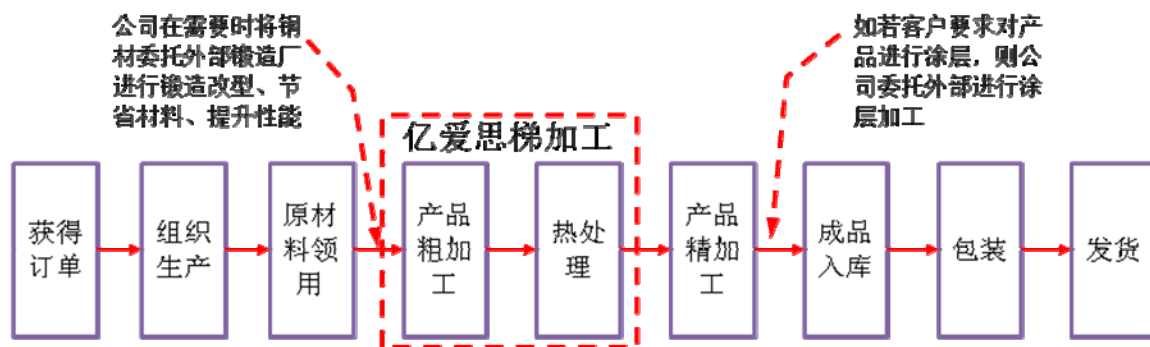 公司在需要时将钢
材委托外部锻造厂
进行锻造改型、节
省材料、提升性能
如若客户要求对产
品进行涂层，则公
司委托外部进行涂
层加工
亿爱思梯加工
获得
订单
组织
生产
原材
料领
用
产品
粗加
工
热处
理
产品
精加
工
成品
入库
包装
发货